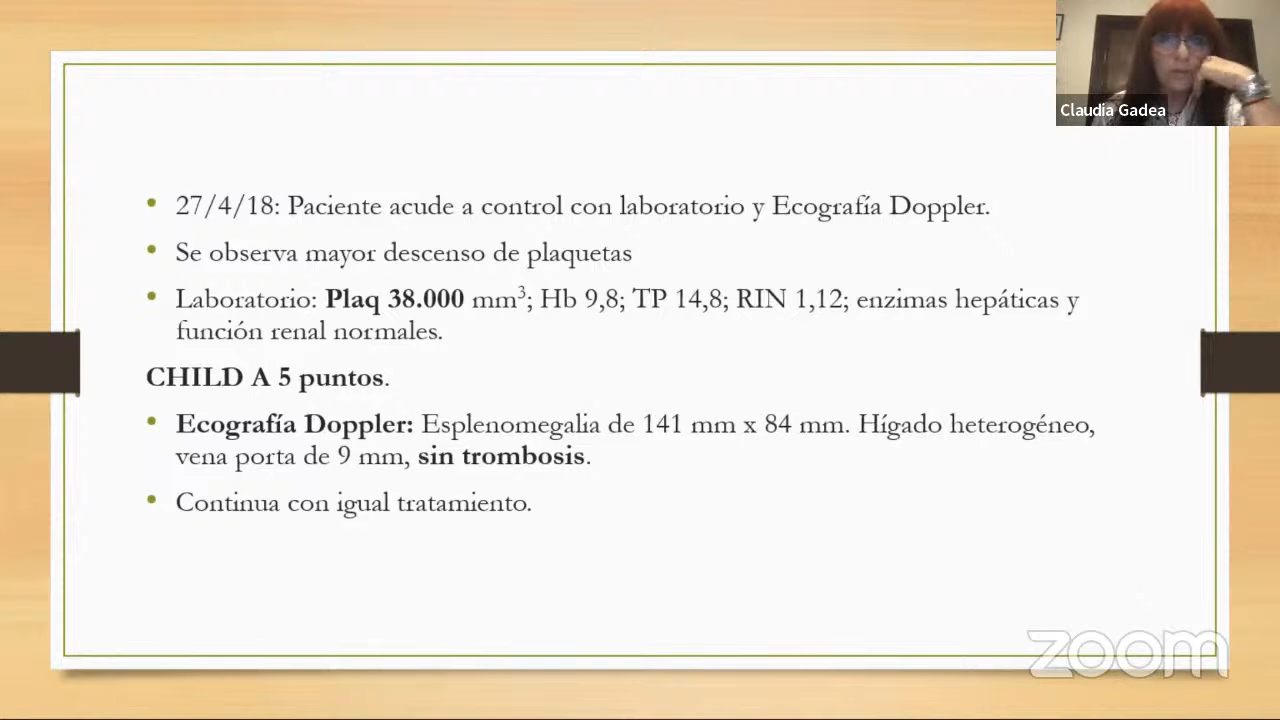 Claudia Gadea
• 27/4/18: Paciente acude a control con laboratorio y Ecografía Doppler.
• Se observa mayor descenso de plaquetas
• Laboratorio: Plaq 38.000 mm³; Hb 9,8; TP 14,8; RIN 1,12; enzimas hepáticas y
función renal normales.
CHILD A 5 puntos.
• Ecografía Doppler: Esplenomegalia de 141 mm x 84 mm. Hígado heterogéneo,
vena porta de 9 mm, sin trombosis.
• Continua con igual tratamiento.
zoom